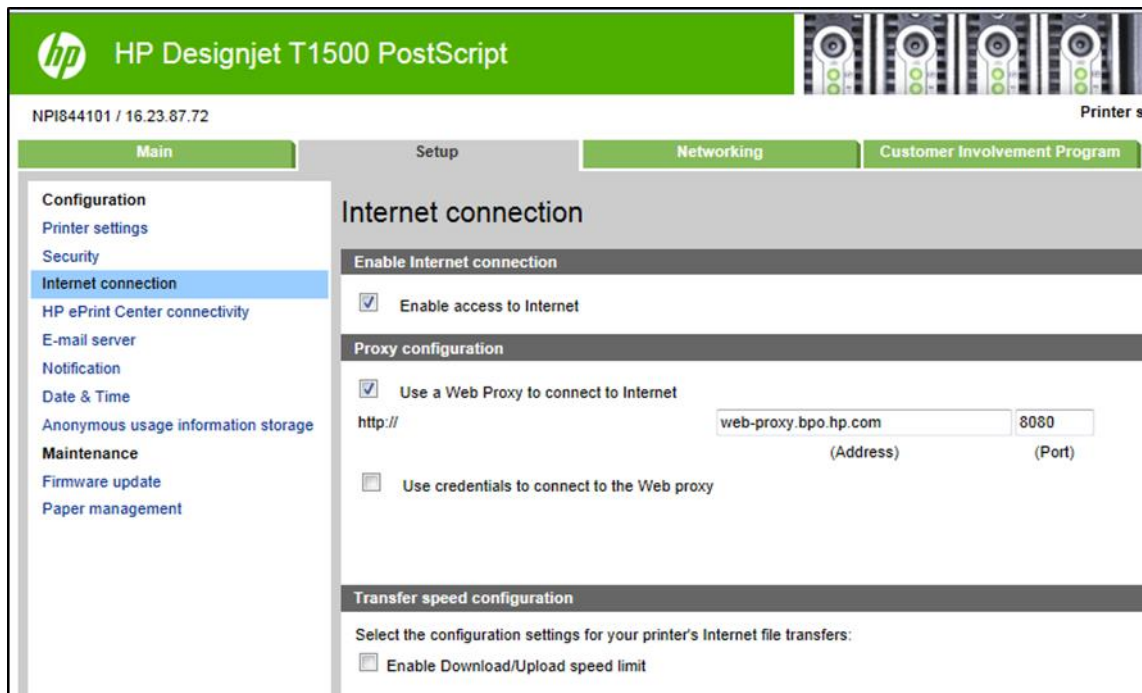 hp
HP Designjet T1500 PostScript
NPI844101 / 16.23.87.72
Printer s
Main
Setup
Networking
Customer Involvement Program
Configuration
Printer settings
Security
Internet connection
HP ePrint Center connectivity
E-mail server
Notification
Date & Time
Anonymous usage information storage
Maintenance
Firmware update
Paper management
Internet connection
Enable Internet connection
Enable access to Internet
Proxy configuration
Use a Web Proxy to connect to Internet
http:// web-proxy.bpo.hp.com 8080
(Address) (Port)
Use credentials to connect to the Web proxy
Transfer speed configuration
Select the configuration settings for your printer's Internet file transfers:
Enable Download/Upload speed limit